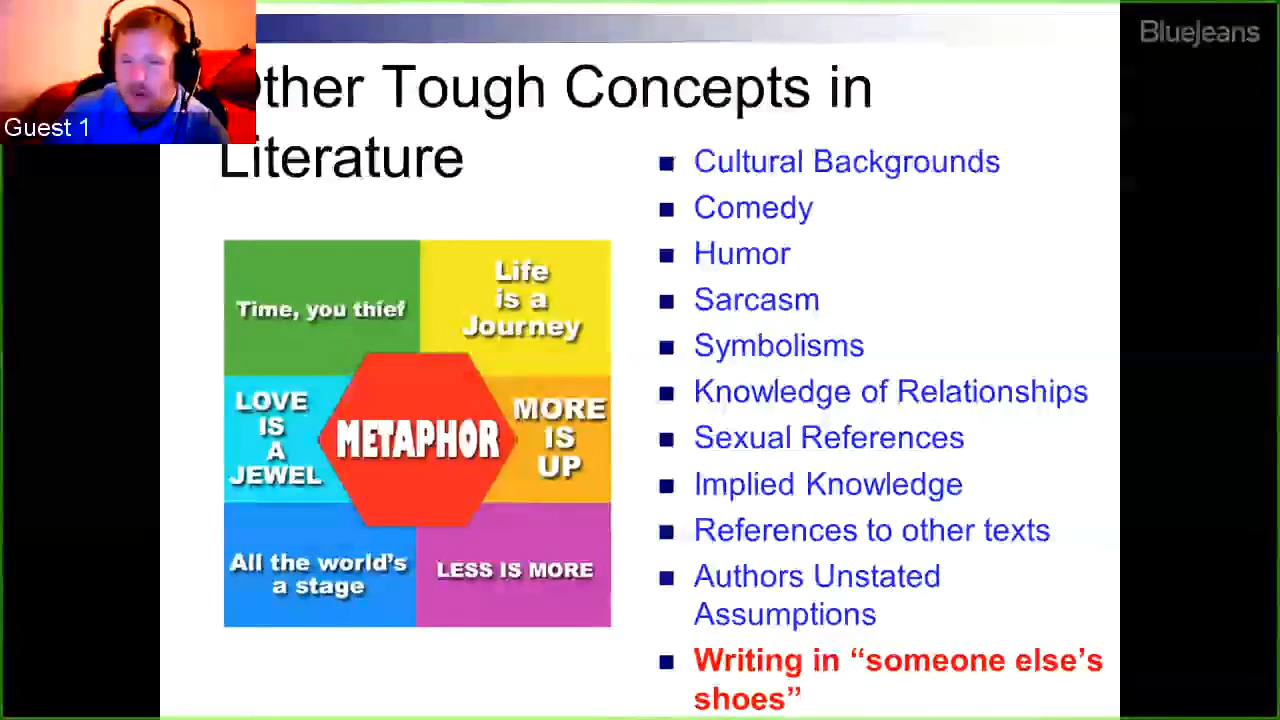 BlueJeans
Guest 1
Other Tough Concepts in
Literature
Time, you thief
Life
is a
Journey
LOVE
IS
A
JEWEL
METAPHOR
MORE
IS
UP
All the world's
a stage
LESS IS MORE
Cultural Backgrounds
Comedy
Humor
Sarcasm
Symbolisms
Knowledge of Relationships
Sexual References
Implied Knowledge
References to other texts
Authors Unstated
Assumptions
Writing in “someone else’s
shoes”